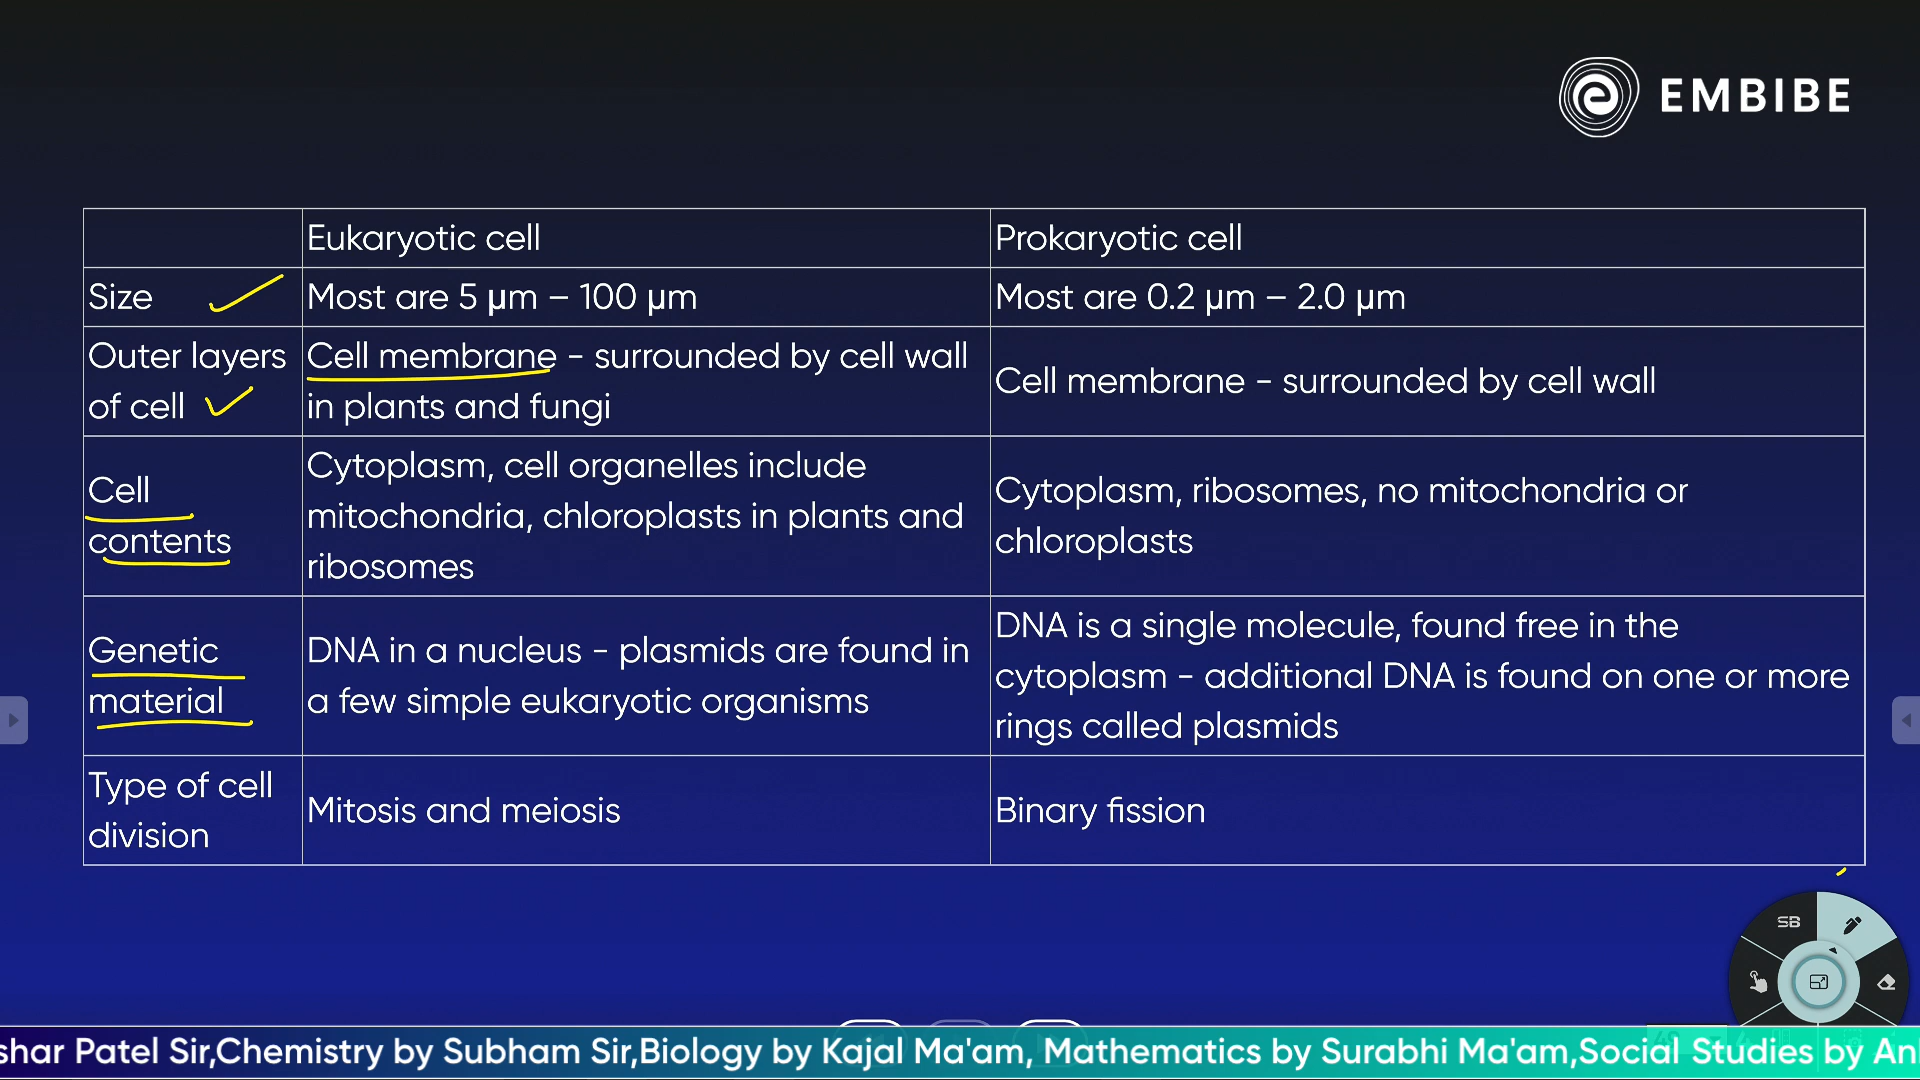 EMBIBE
Eukaryotic cell
Prokaryotic cell
Size
Most are 5 μm – 100 μm
Most are 0.2 μm – 2.0 μm
Outer layers
of cell
Cell membrane - surrounded by cell wall
in plants and fungi
Cell membrane - surrounded by cell wall
Cell
contents
Cytoplasm, cell organelles include
mitochondria, chloroplasts in plants and
ribosomes
Cytoplasm, ribosomes, no mitochondria or
chloroplasts
Genetic
material
DNA in a nucleus - plasmids are found in
a few simple eukaryotic organisms
DNA is a single molecule, found free in the
cytoplasm - additional DNA is found on one or more
rings called plasmids
Type of cell
division
Mitosis and meiosis
Binary fission
SB
shar Patel Sir,Chemistry by Subham Sir,Biology by Kajal Ma'am, Mathematics by Surabhi Ma'am,Social Studies by An